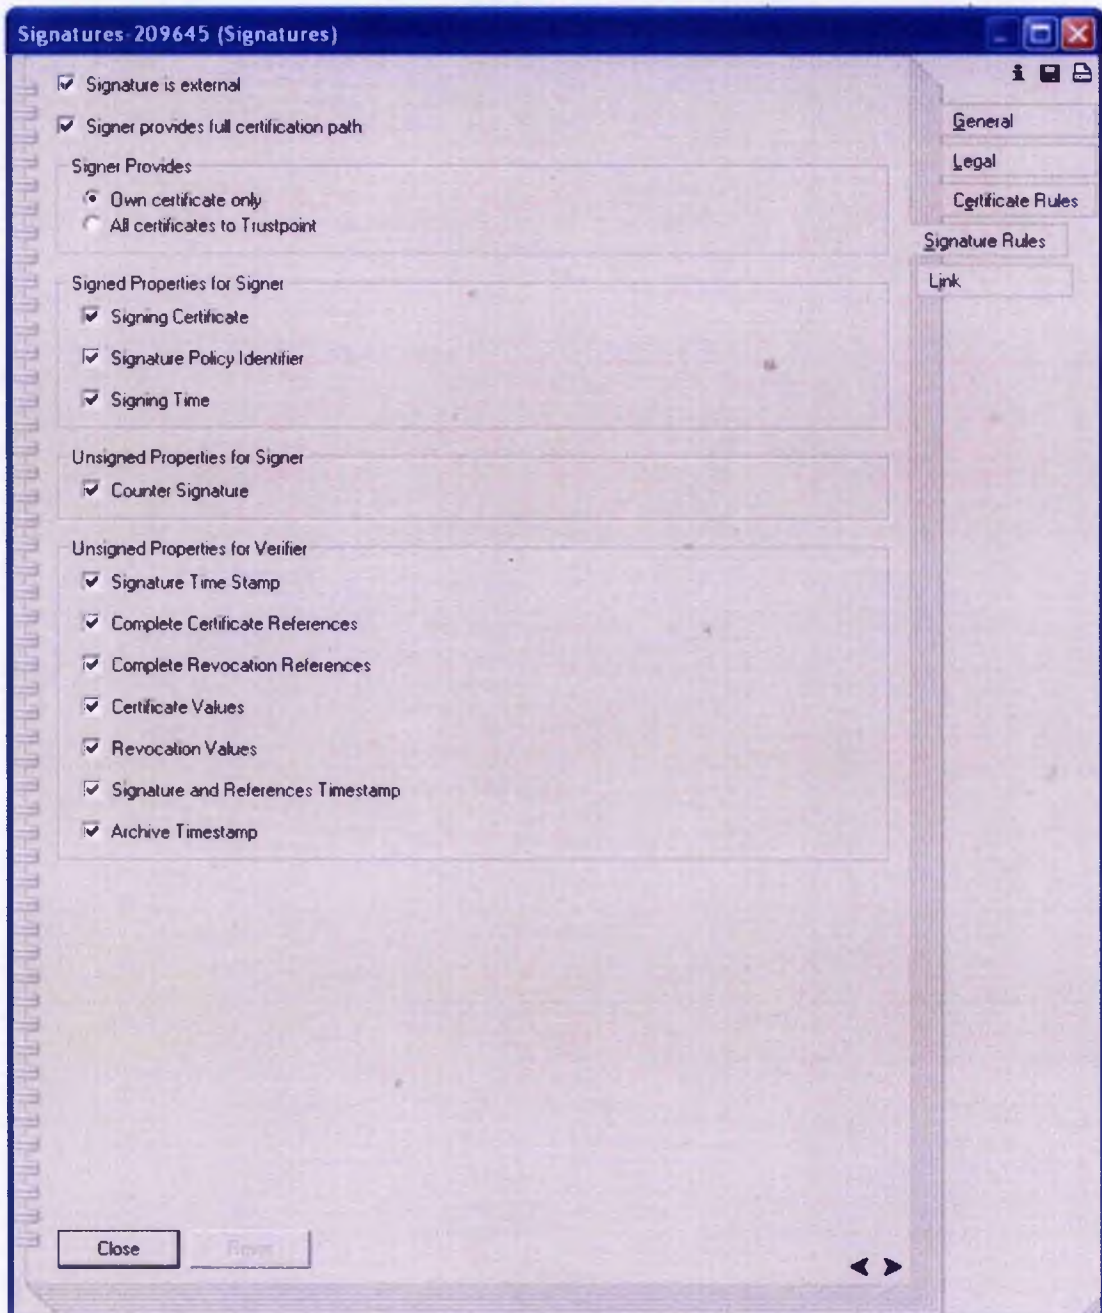 Signatures-209645 (Signatures)
Signature is external
Signer provides full certification path
Signer Provides
Own certificate only
All certificates to Trustpoint
Signed Properties for Signer
Signing Certificate
Signature Policy Identifier
Signing Time
Unsigned Properties for Signer
Counter Signature
Unsigned Properties for Verifier
Signature Time Stamp
Complete Certificate References
Complete Revocation References
Certificate Values
Revocation Values
Signature and References Timestamp
Archive Timestamp
Close
General
Legal
Certificate Rules
Signature Rules
Link